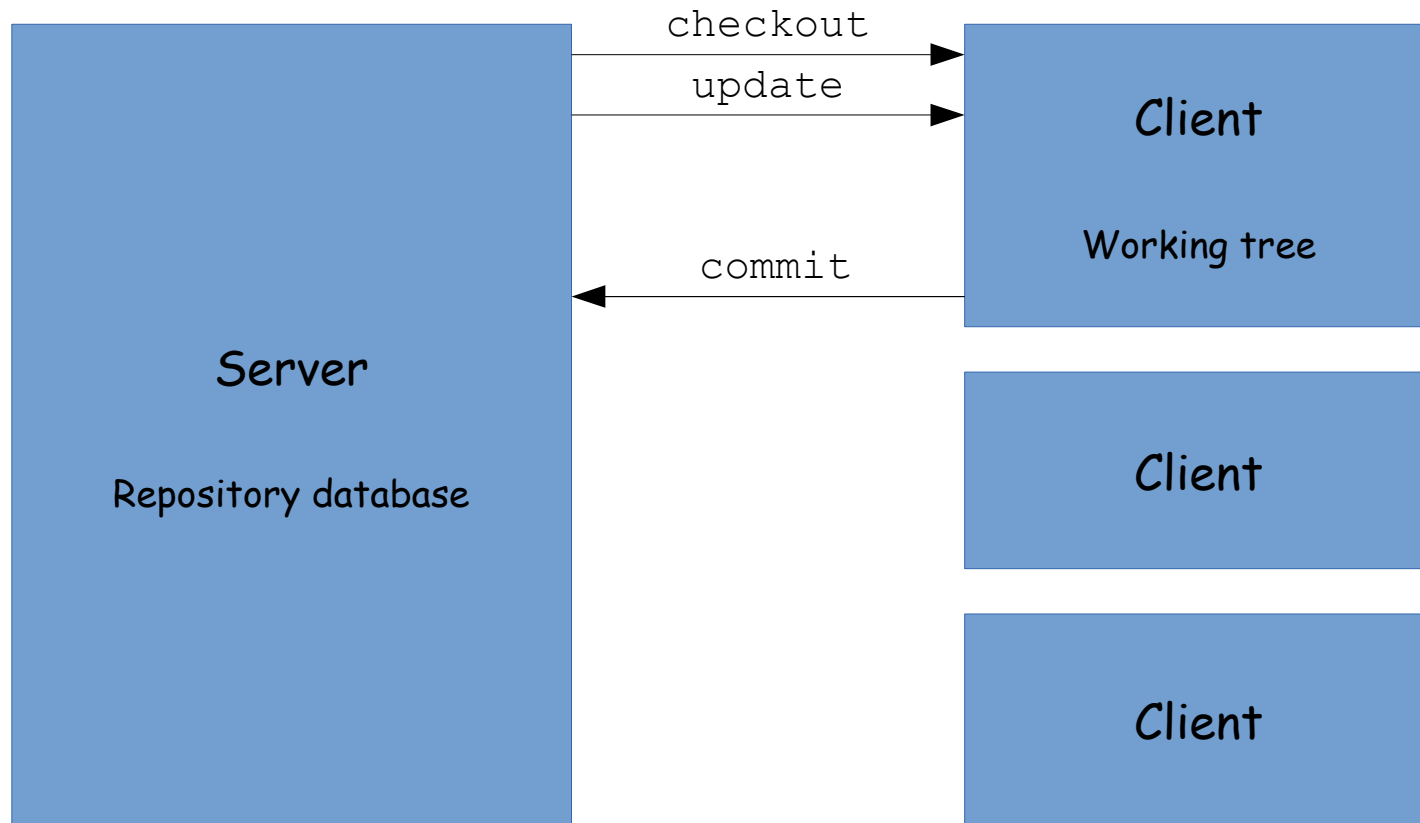 checkout
update
Client
Working tree
commit
Server
Repository database
Client
Client